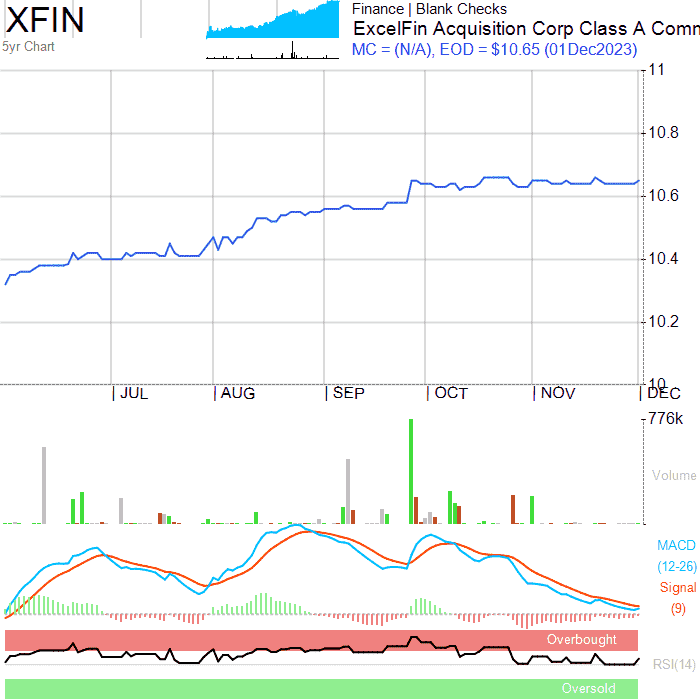 XFIN
5yr Chart
Finance | Blank Checks
ExcelFin Acquisition Corp Class A Comm
MC = (N/A), EOD = $10.65 (01Dec2023)
11
10.8
10.6
10.4
10.2
10
JUL
AUG
SEP
OCT
NOV
DEC
776k
Volume
MACD
(12-26)
Signal
(9)
Overbought
RSI(14)
Oversold